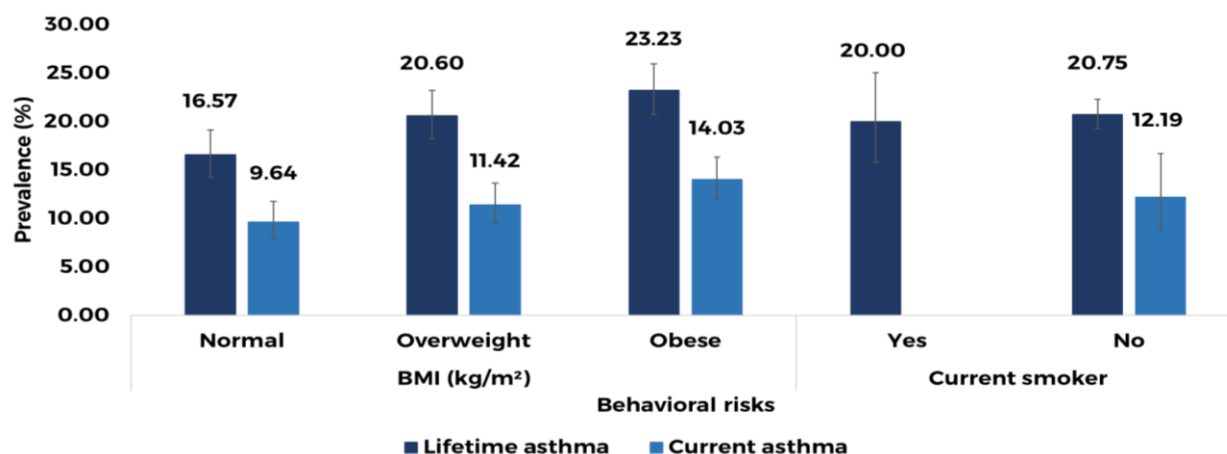 30.00
25.00
20.00
15.00
10.00
5.00
0.00
Prevalence (%)
16.57
9.64
20.60
11.42
23.23
14.03
20.00
20.75
12.19
Normal
Overweight
Obese
Yes
No
BMI (kg/m²)
Current smoker
Behavioral risks
Lifetime asthma
Current asthma